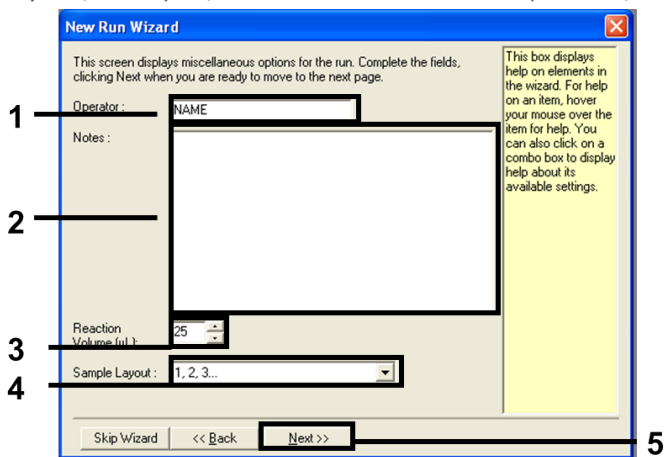 New Run Wizard
This screen displays miscellaneous options for the run. Complete the fields,
clicking Next when you are ready to move to the next page.
Operator :
NAME
Notes :
Reaction
Volume (µL):
25
Sample Layout :
1, 2, 3...
Skip Wizard
<< Back
Next >>
This box displays
help on elements in
the wizard. For help
on an item, hover
your mouse over the
item for help. You
can also click on a
combo box to display
help about its
available settings.
1
2
3
4
5